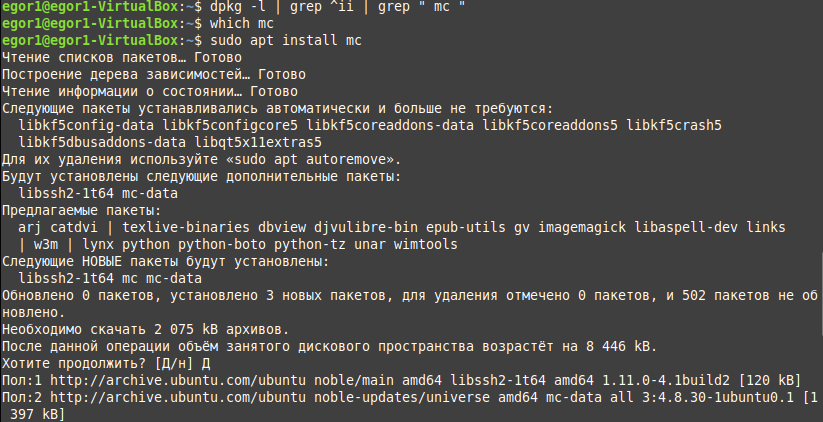 egor1@egor1-VirtualBox:~$ dpkg -l | grep ^ii | grep " mc "
egor1@egor1-VirtualBox:~$ which mc
egor1@egor1-VirtualBox:~$ sudo apt install mc
Чтение списков пакетов… Готово
Построение дерева зависимостей… Готово
Чтение информации о состоянии… Готово
Следующие пакеты устанавливались автоматически и больше не требуются:
  libkf5config-data libkf5configcore5 libkf5coreaddons-data libkf5coreaddons5 libkf5crash5
  libkf5dbusaddons-data libqt5x11extras5
Для их удаления используйте «sudo apt autoremove».
Будут установлены следующие дополнительные пакеты:
  libssh2-1t64 mc-data
Предлагаемые пакеты:
  arj catdvi | texlive-binaries dbview djvulibre-bin epub-utils gv imagemagick libaspell-dev links
  | w3m | lynx python python-boto python-tz unar wimtools
Следующие НОВЫЕ пакеты будут установлены:
  libssh2-1t64 mc mc-data
Обновлено 0 пакетов, установлено 3 новых пакетов, для удаления отмечено 0 пакетов, и 502 пакетов не об
новлено.
Необходимо скачать 2 075 kB архивов.
После данной операции объём занятого дискового пространства возрастёт на 8 446 kB.
Хотите продолжить? [Д/н] Д
Пол:1 http://archive.ubuntu.com/ubuntu noble/main amd64 libssh2-1t64 amd64 1.11.0-4.1build2 [120 kB]
Пол:2 http://archive.ubuntu.com/ubuntu noble-updates/universe amd64 mc-data all 3:4.8.30-1ubuntu0.1 [1
 397 kB]